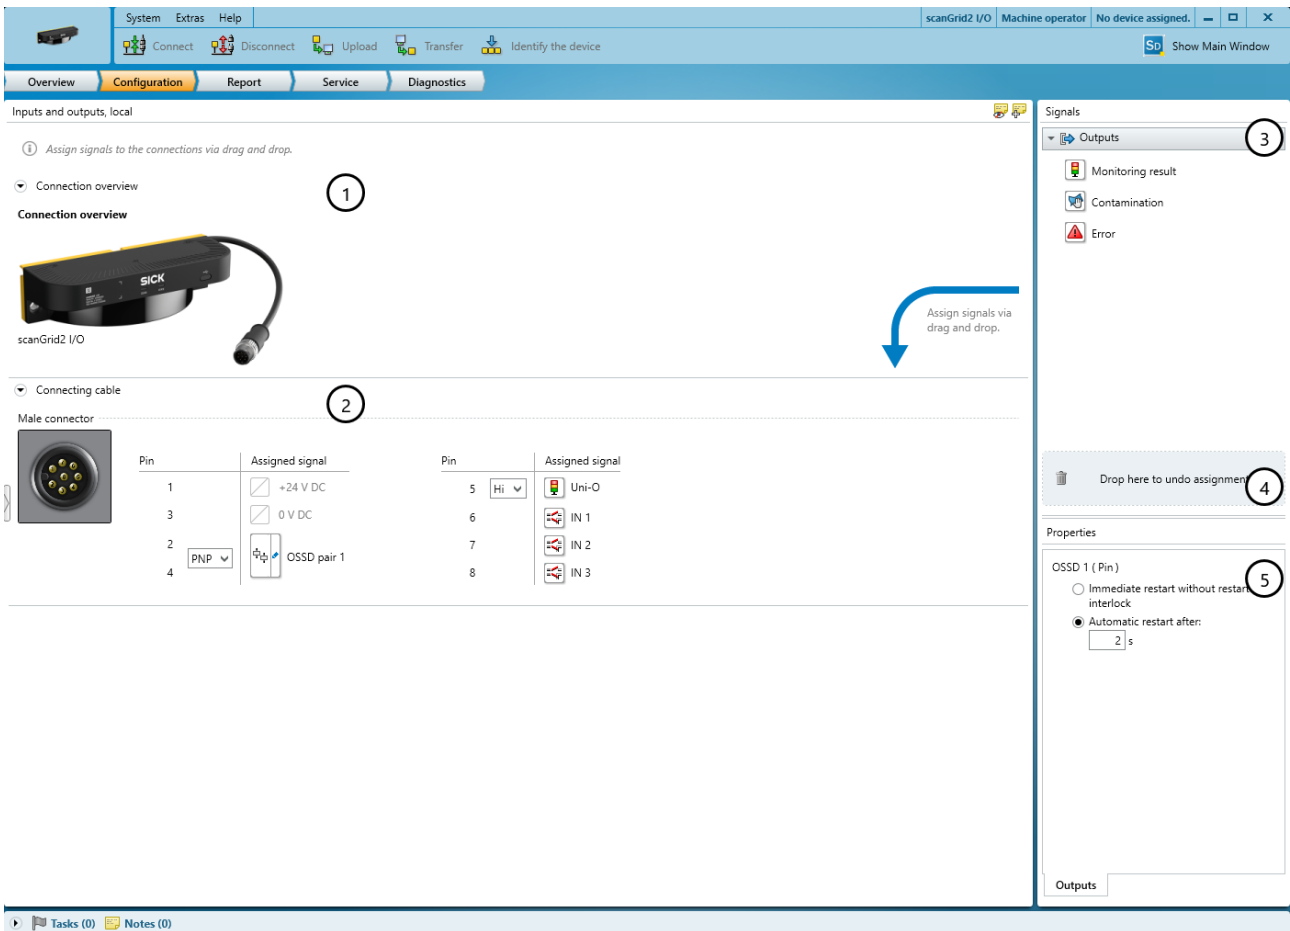 System Extras Help
scanGrid2 I/O Machine operator No device assigned.
Connect Disconnect Upload Transfer Identify the device
SD Show Main Window
Overview Configuration Report Service Diagnostics
Inputs and outputs, local
Assign signals to the connections via drag and drop.
Connection overview
1
Connection overview
SICK
scanGrid2 I/O
Assign signals via
drag and drop.
Connecting cable
2
Male connector
Pin Assigned signal Pin Assigned signal
1 +24 V DC 5 Hi Uni-O
3 0 V DC 6 IN 1
2 PNP OSSD pair 1 7 IN 2
4 8 IN 3
Signals
Outputs
3
Monitoring result
Contamination
Error
Drop here to undo assignment
4
Properties
OSSD 1 ( Pin )
5
Immediate restart without restart
interlock
Automatic restart after:
2 s
Outputs
Tasks (0) Notes (0)